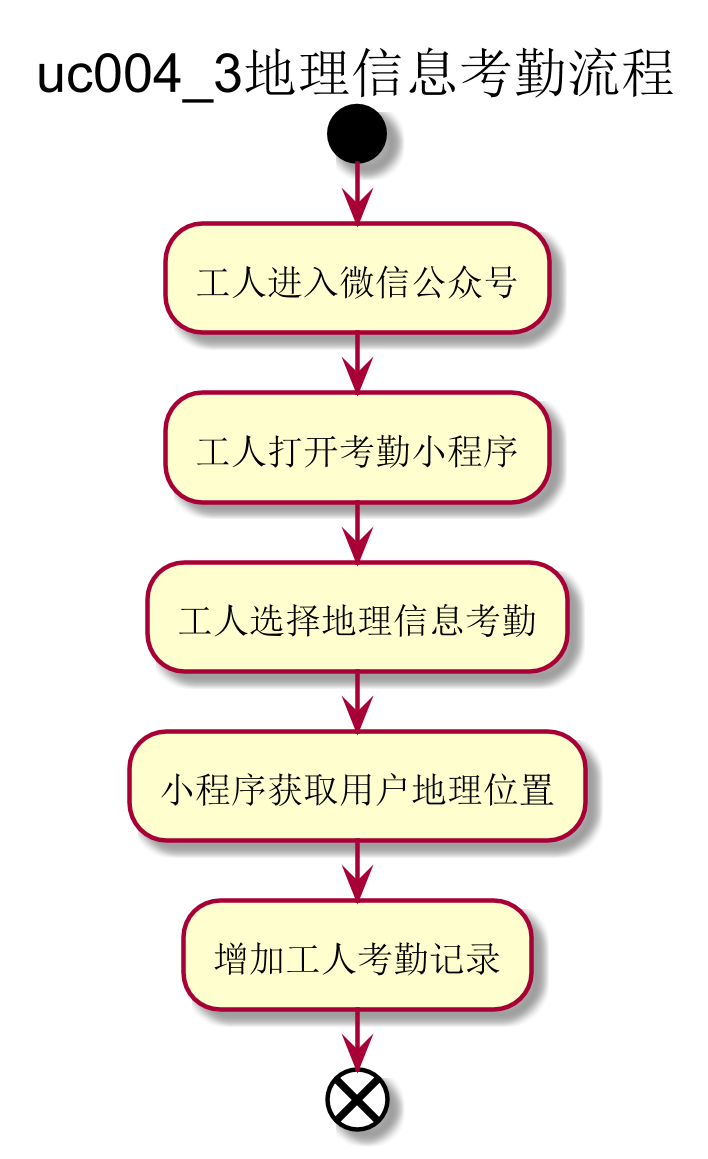 uc004_3地理信息考勤流程
工人进入微信公众号
工人打开考勤小程序
工人选择地理信息考勤
小程序获取用户地理位置
增加工人考勤记录